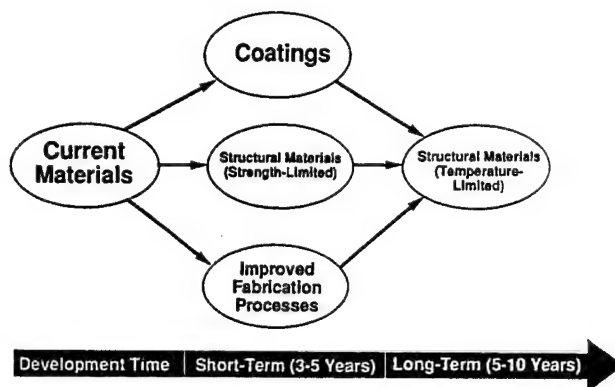 Coatings
Current
Materials
Structural Materials
(Strength-Limited)
Structural Materials
(Temperature-
Limited)
Improved
Fabrication
Processes
Development Time Short-Term (3-5 Years) Long-Term (5-10 Years)